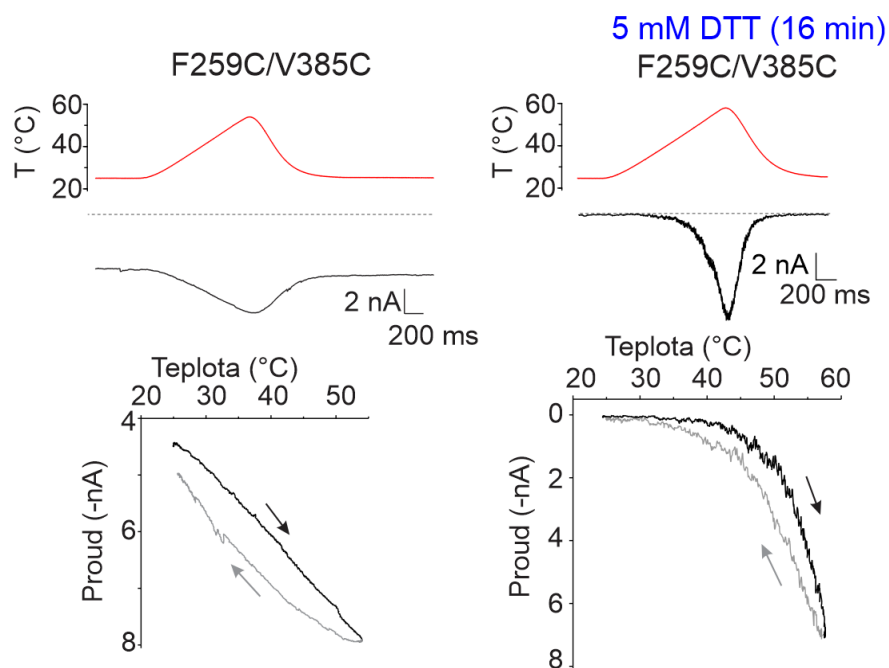 5 mM DTT (16 min)
F259C/V385C
F259C/V385C
T (°C)
60
40
20
T (°C)
60
40
20
2 nA
200 ms
2 nA
200 ms
Teplota (°C)
20 30 40 50
4
6
8
Proud (-nA)
Teplota (°C)
20 30 40 50 60
0
2
4
6
8
Proud (-nA)